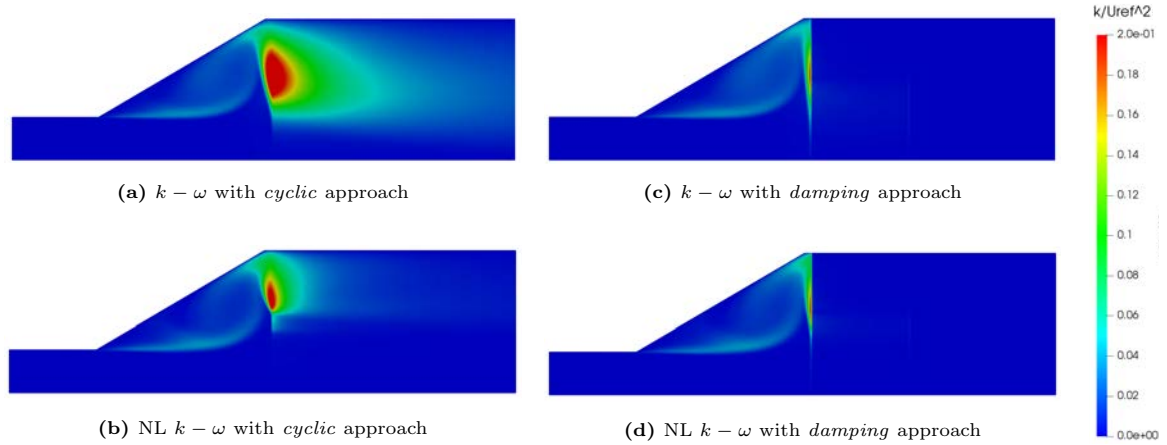 k/Uref^2
2.0e-01
0.18
0.16
0.14
0.12
0.1
0.08
0.06
0.04
0.02
0.0e+00
(a) k − ω with cyclic approach
(c) k − ω with damping approach
(b) NL k − ω with cyclic approach
(d) NL k − ω with damping approach